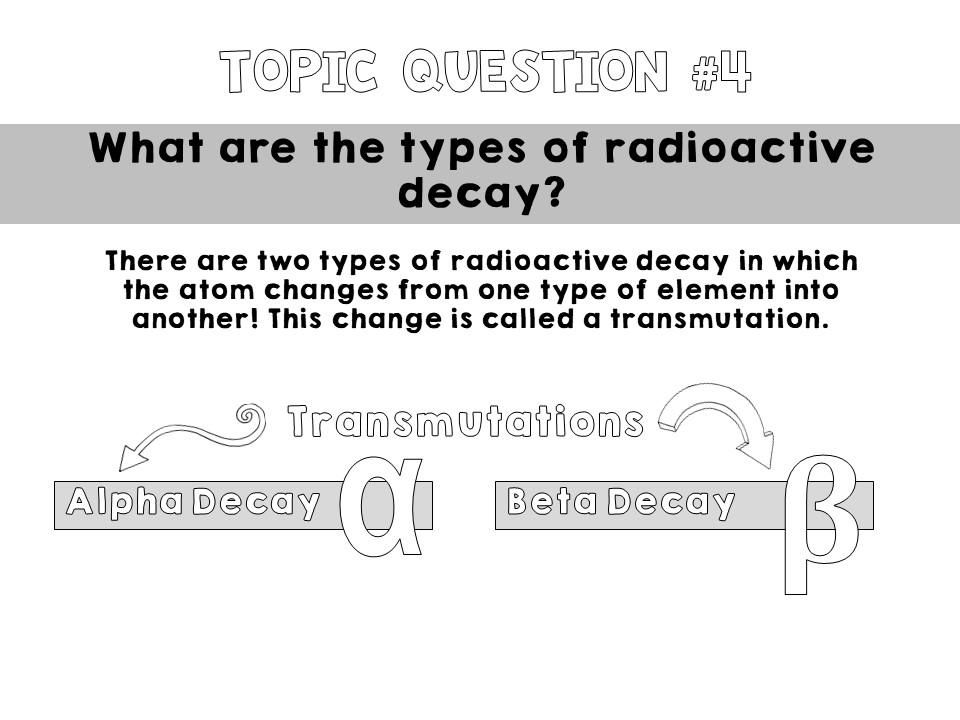 TOPIC QUESTION #4
What are the types of radioactive
decay?
There are two types of radioactive decay in which
the atom changes from one type of element into
another! This change is called a transmutation.
Transmutations
Alpha Decay α
Beta Decay β